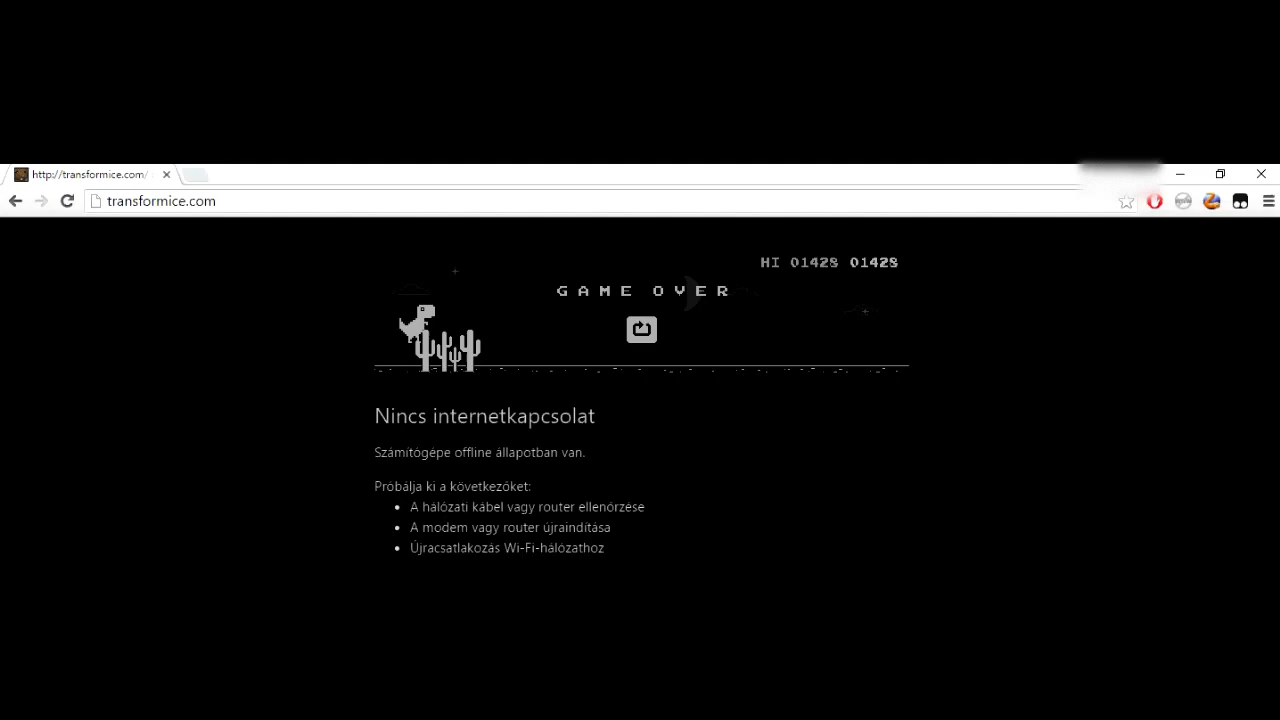 http://transformice.com/
transformice.com
HI 01428 01428
GAME OVER
Nincs internetkapcsolat
Számítógépe offline állapotban van.
Próbálja ki a következőket:
A hálózati kábel vagy router ellenőrzése
A modem vagy router újraindítása
Újracsatlakozás Wi-Fi-hálózathoz